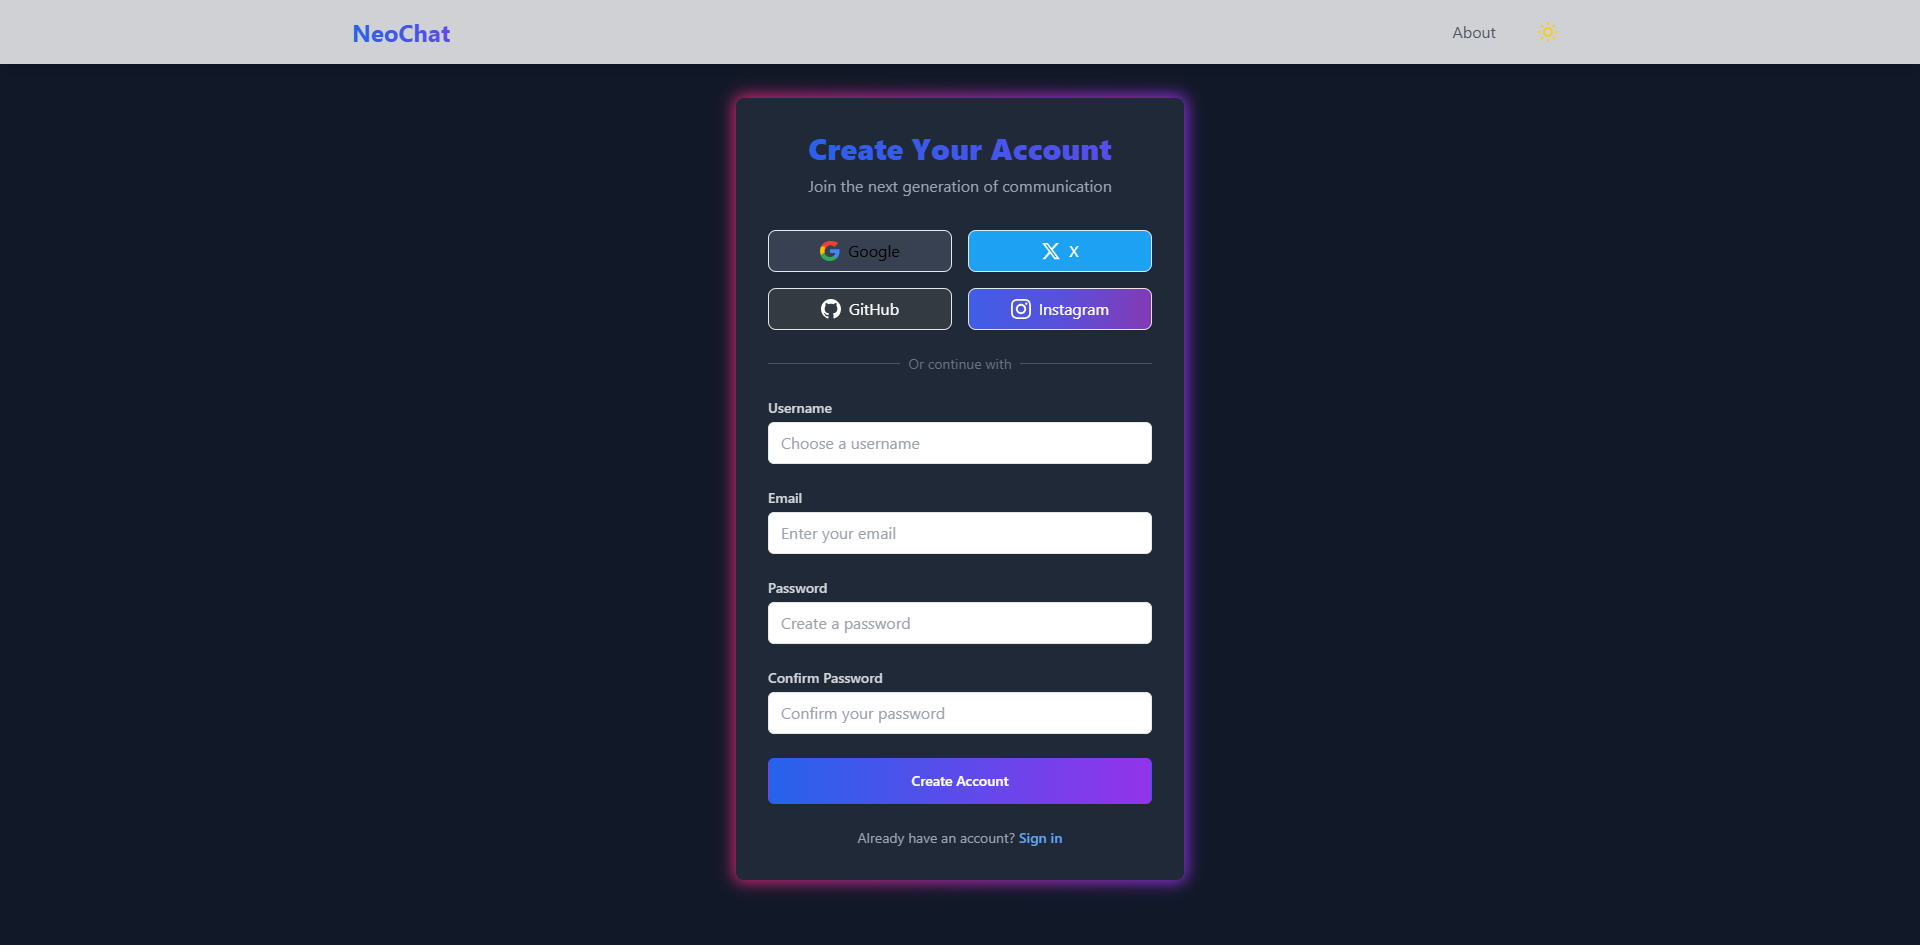 NeoChat
About
Create Your Account
Join the next generation of communication
Google
X
GitHub
Instagram
Or continue with
Username
Choose a username
Email
Enter your email
Password
Create a password
Confirm Password
Confirm your password
Create Account
Already have an account? Sign in